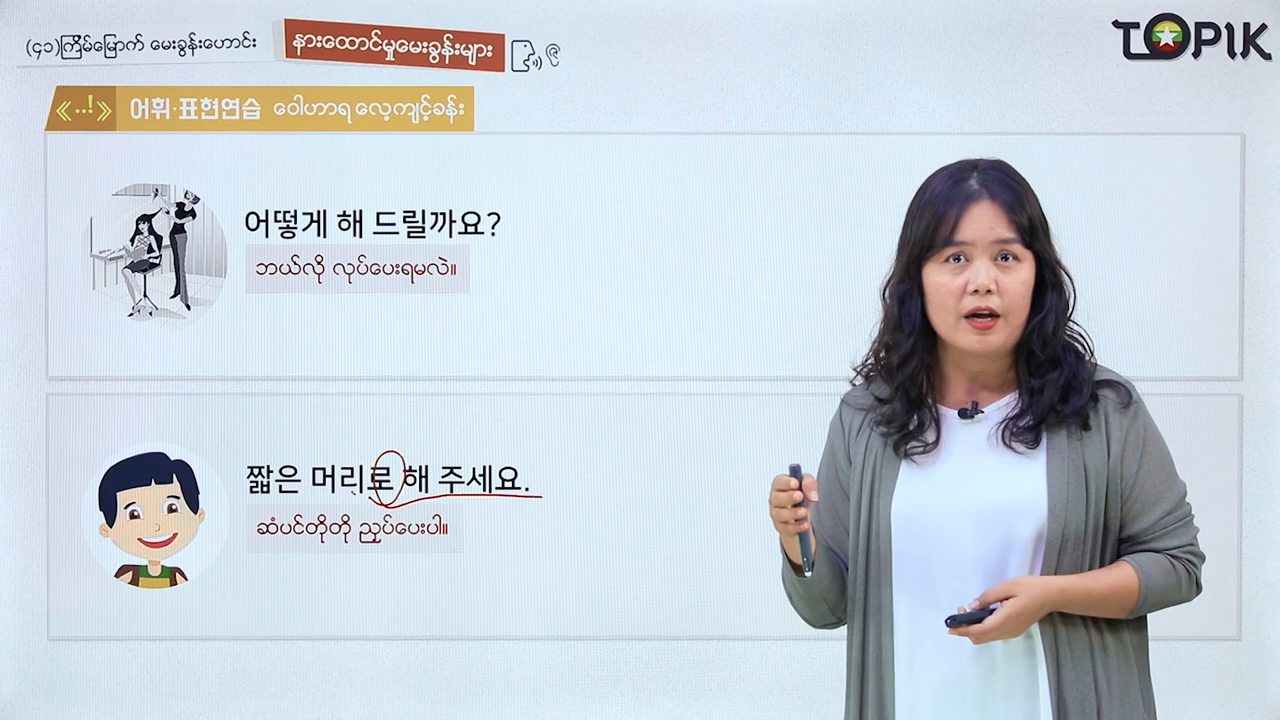 (၄၁)ကြိမ်မြောက် မေးခွန်းဟောင်း
နားထောင်မှုမေးခွန်းများ
TOPIK
어휘·표현연습 ဝေါဟာရ လေ့ကျင့်ခန်း
어떻게 해 드릴까요?
ဘယ်လို လုပ်ပေးရမလဲ။
짧은 머리로 해 주세요.
ဆံပင်တိုတို ညှပ်ပေးပါ။